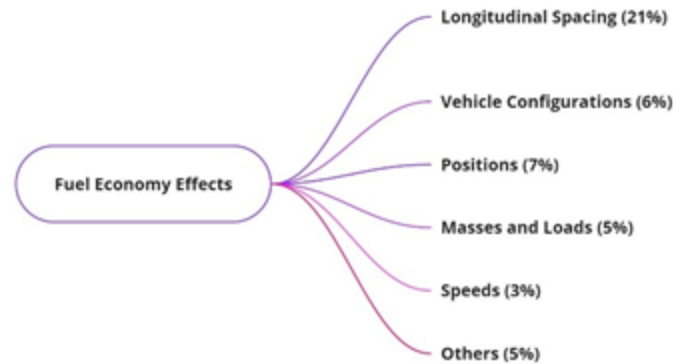 Longitudinal Spacing (21%)
Vehicle Configurations (6%)
Positions (7%)
Fuel Economy Effects
Masses and Loads (5%)
Speeds (3%)
Others (5%)